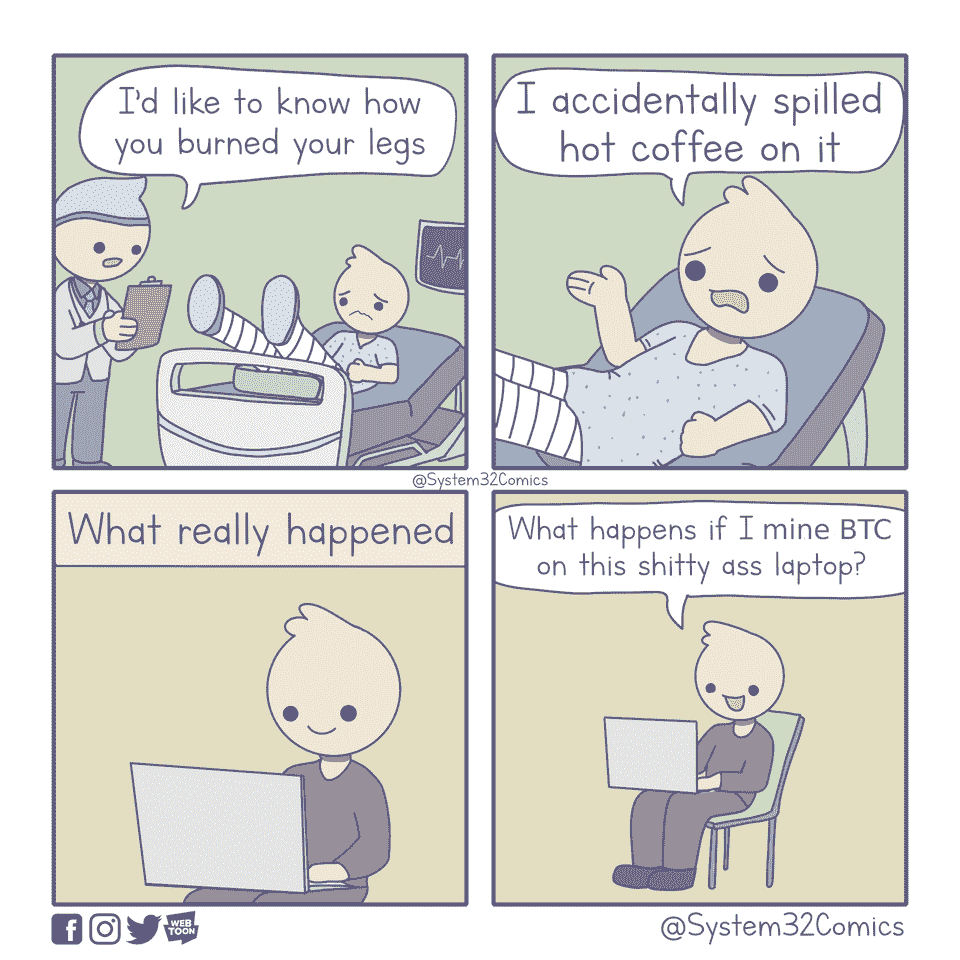 I'd like to know how
you burned your legs
I accidentally spilled
hot coffee on it
@System32Comics
What really happened
What happens if I mine BTC
on this shitty ass laptop?
f
WEB
TOON
@System32Comics